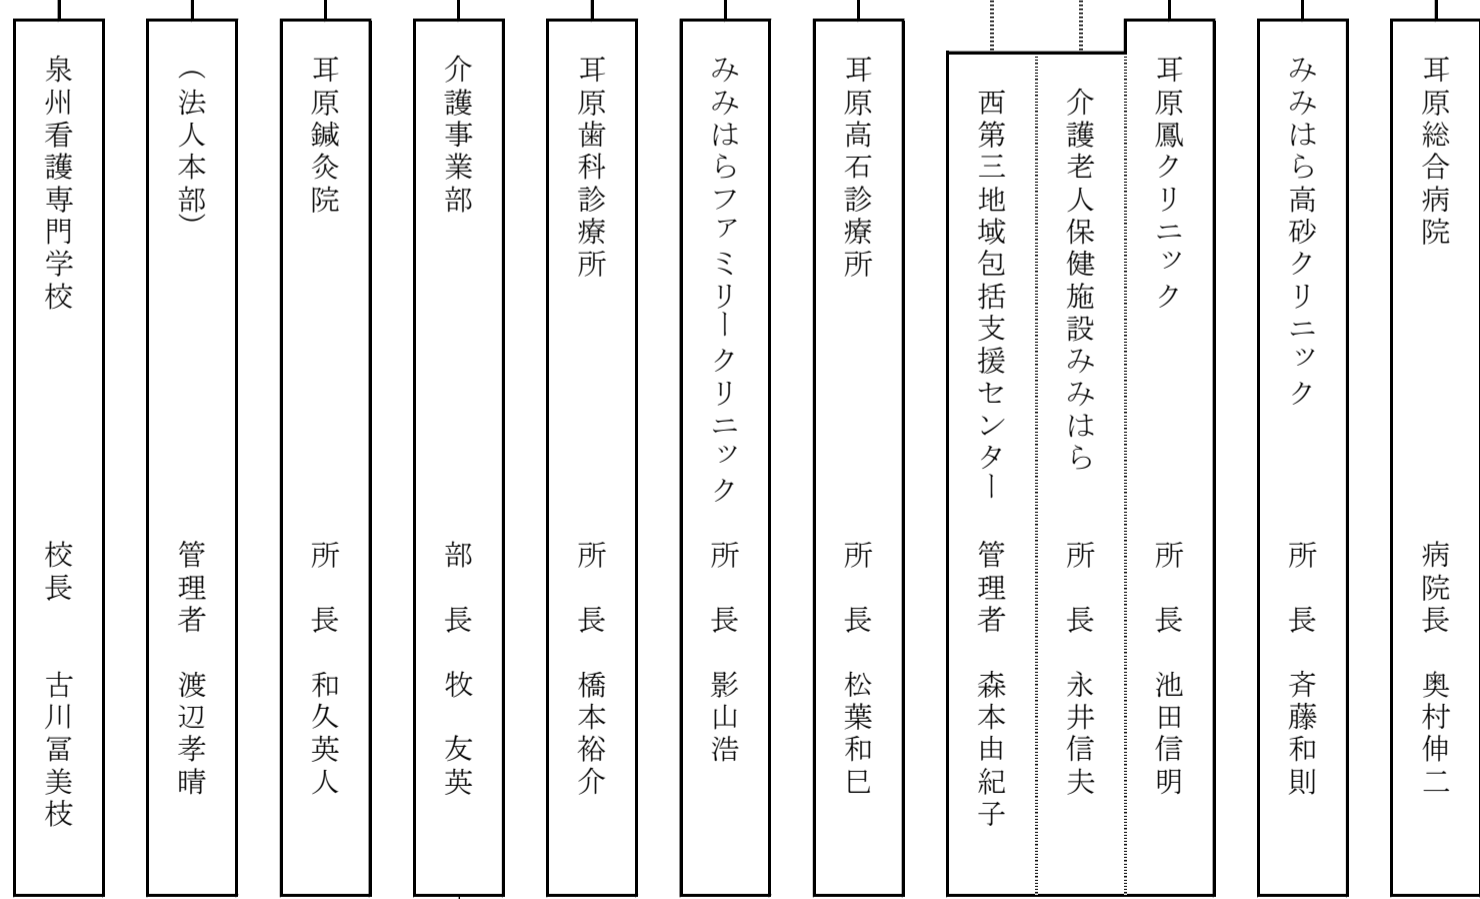 耳原総合病院 病院長 奥村伸二
みみはら高砂クリニック 所長 斉藤和則
耳原鳳クリニック 所長 池田信明
介護老人保健施設みみはら 所長 永井信夫
西第三地域包括支援センター 管理者 森本由紀子
耳原高石診療所 所長 松葉和巳
みみはらファミリークリニック 所長 影山浩
耳原歯科診療所 所長 橋本裕介
介護事業部 部長 牧 友英
耳原鍼灸院 所長 和久英人
（法人本部） 管理者 渡辺孝晴
泉州看護専門学校 校長 古川冨美枝